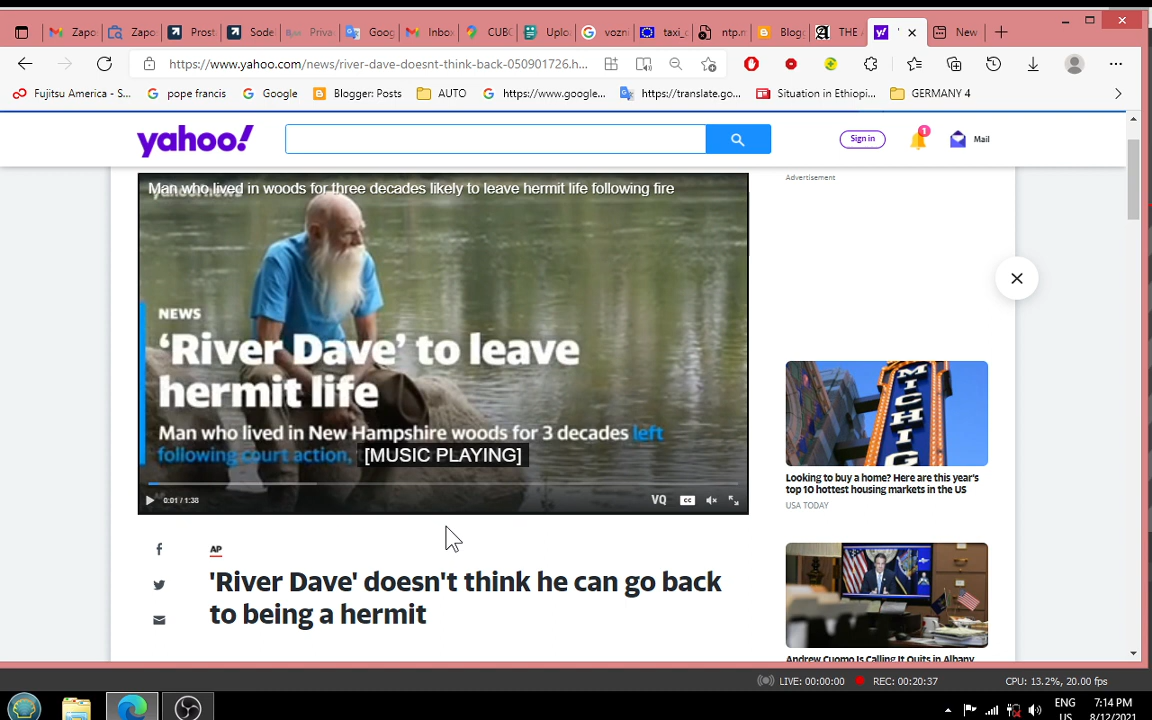 Zapo
Zapo
Prost
Sode
Priva
Goog
Inbo
CUBO
Uplo
vozni
taxi_c
ntp.m
Blog
THE
New
https://www.yahoo.com/news/river-dave-doesnt-think-back-050901726.h...
Fujitsu America - S...
pope francis
Google
Blogger: Posts
AUTO
https://www.google...
https://translate.go...
Situation in Ethiopi...
GERMANY 4
yahoo!
Sign in
1
Mail
Man who lived in woods for three decades likely to leave hermit life following fire
NEWS
'River Dave' to leave
hermit life
Man who lived in New Hampshire woods for 3 decades left
following court action,
[MUSIC PLAYING]
0:01 / 1:38
VQ
CC
Advertisement
MICHIG
Looking to buy a home? Here are this year's
top 10 hottest housing markets in the US
USA TODAY
AP
'River Dave' doesn't think he can go back
to being a hermit
Andrew Cuomo Is Calling It Quits in Albany
LIVE: 00:00:00
REC: 00:20:37
CPU: 13.2%, 20.00 fps
ENG
US
7:14 PM
8/12/2021